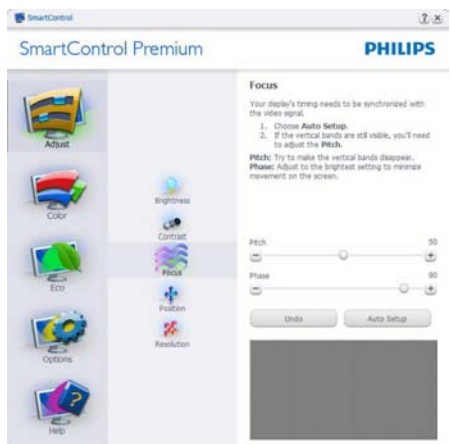 SmartControl
SmartControl Premium
PHILIPS
Adjust
Color
Eco
Options
Help
Brightness
Contrast
Focus
Position
Resolution
Focus
Your display's timing needs to be synchronized with
the video signal.
1. Choose Auto Setup.
2. If the vertical bands are still visible, you'll need
to adjust the Pitch.
Pitch: Try to make the vertical bands disappear.
Phase: Adjust to the brightest setting to minimize
movement on the screen.
Pitch 50
Phase 90
Undo Auto Setup